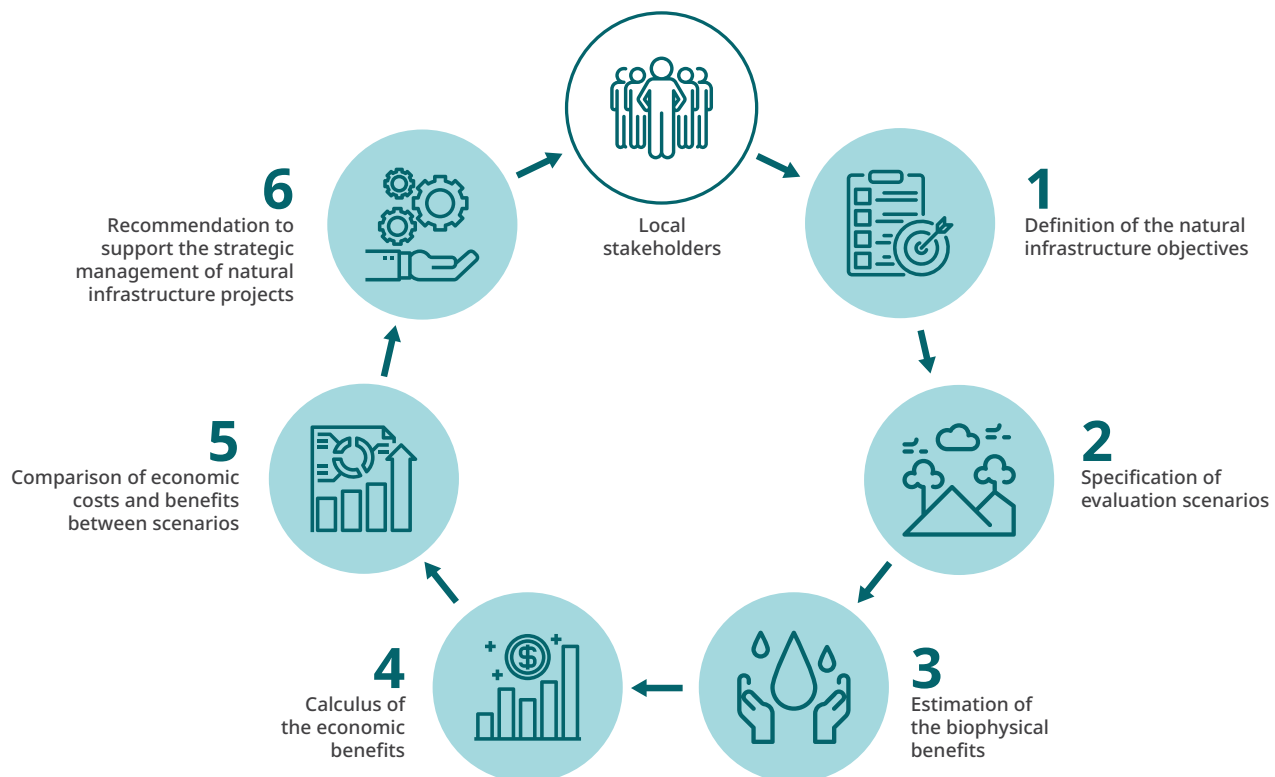 Local
stakeholders
1
Definition of the natural
infrastructure objectives
2
Specification of
evaluation scenarios
3
Estimation of
the biophysical
benefits
4
Calculus of
the economic
benefits
5
Comparison of economic
costs and benefits
between scenarios
6
Recommendation to
support the strategic
management of natural
infrastructure projects
$